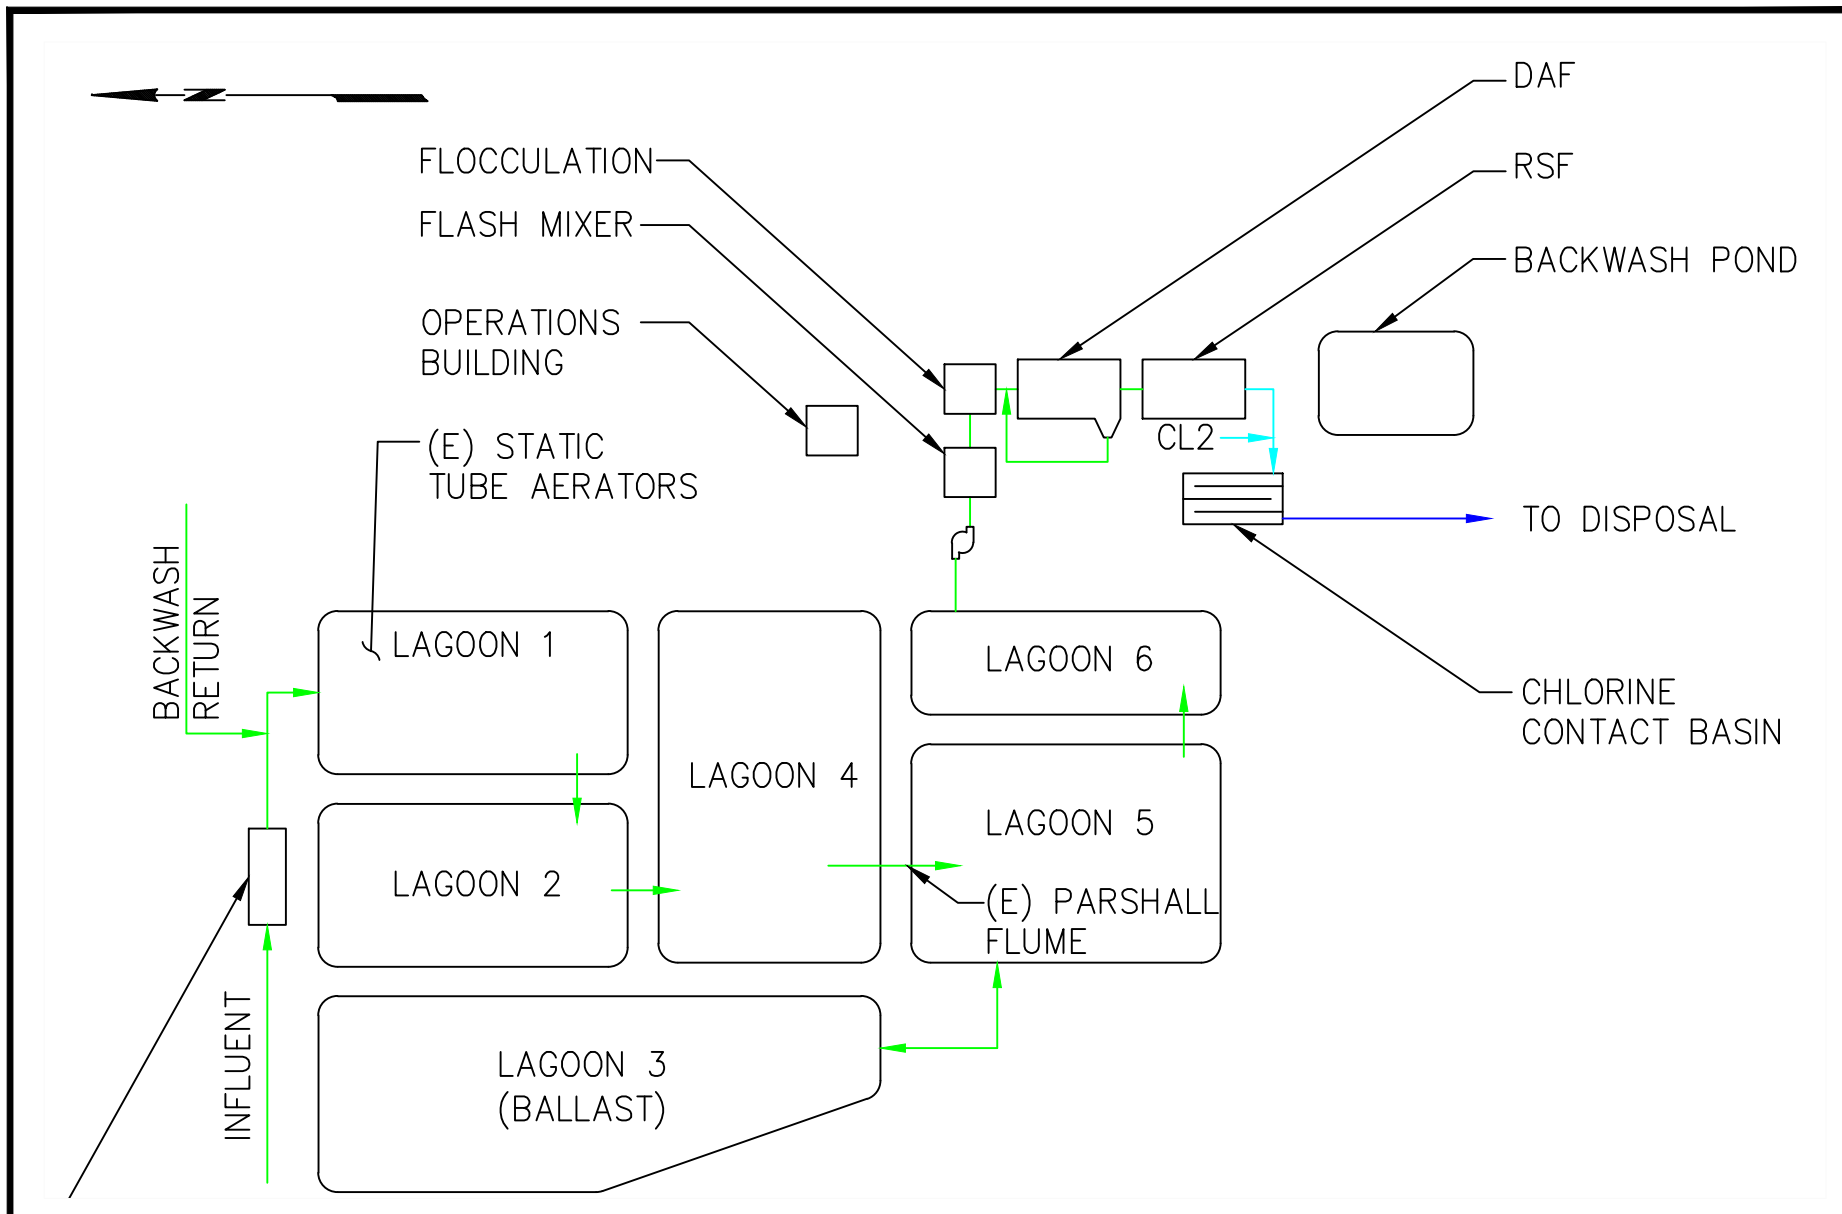 N
DAF
FLOCCULATION
RSF
FLASH MIXER
BACKWASH POND
OPERATIONS
BUILDING
(E) STATIC
TUBE AERATORS
CL2
TO DISPOSAL
BACKWASH
RETURN
LAGOON 1
LAGOON 6
CHLORINE
CONTACT BASIN
LAGOON 4
LAGOON 5
LAGOON 2
(E) PARSHALL
FLUME
INFLUENT
LAGOON 3
(BALLAST)